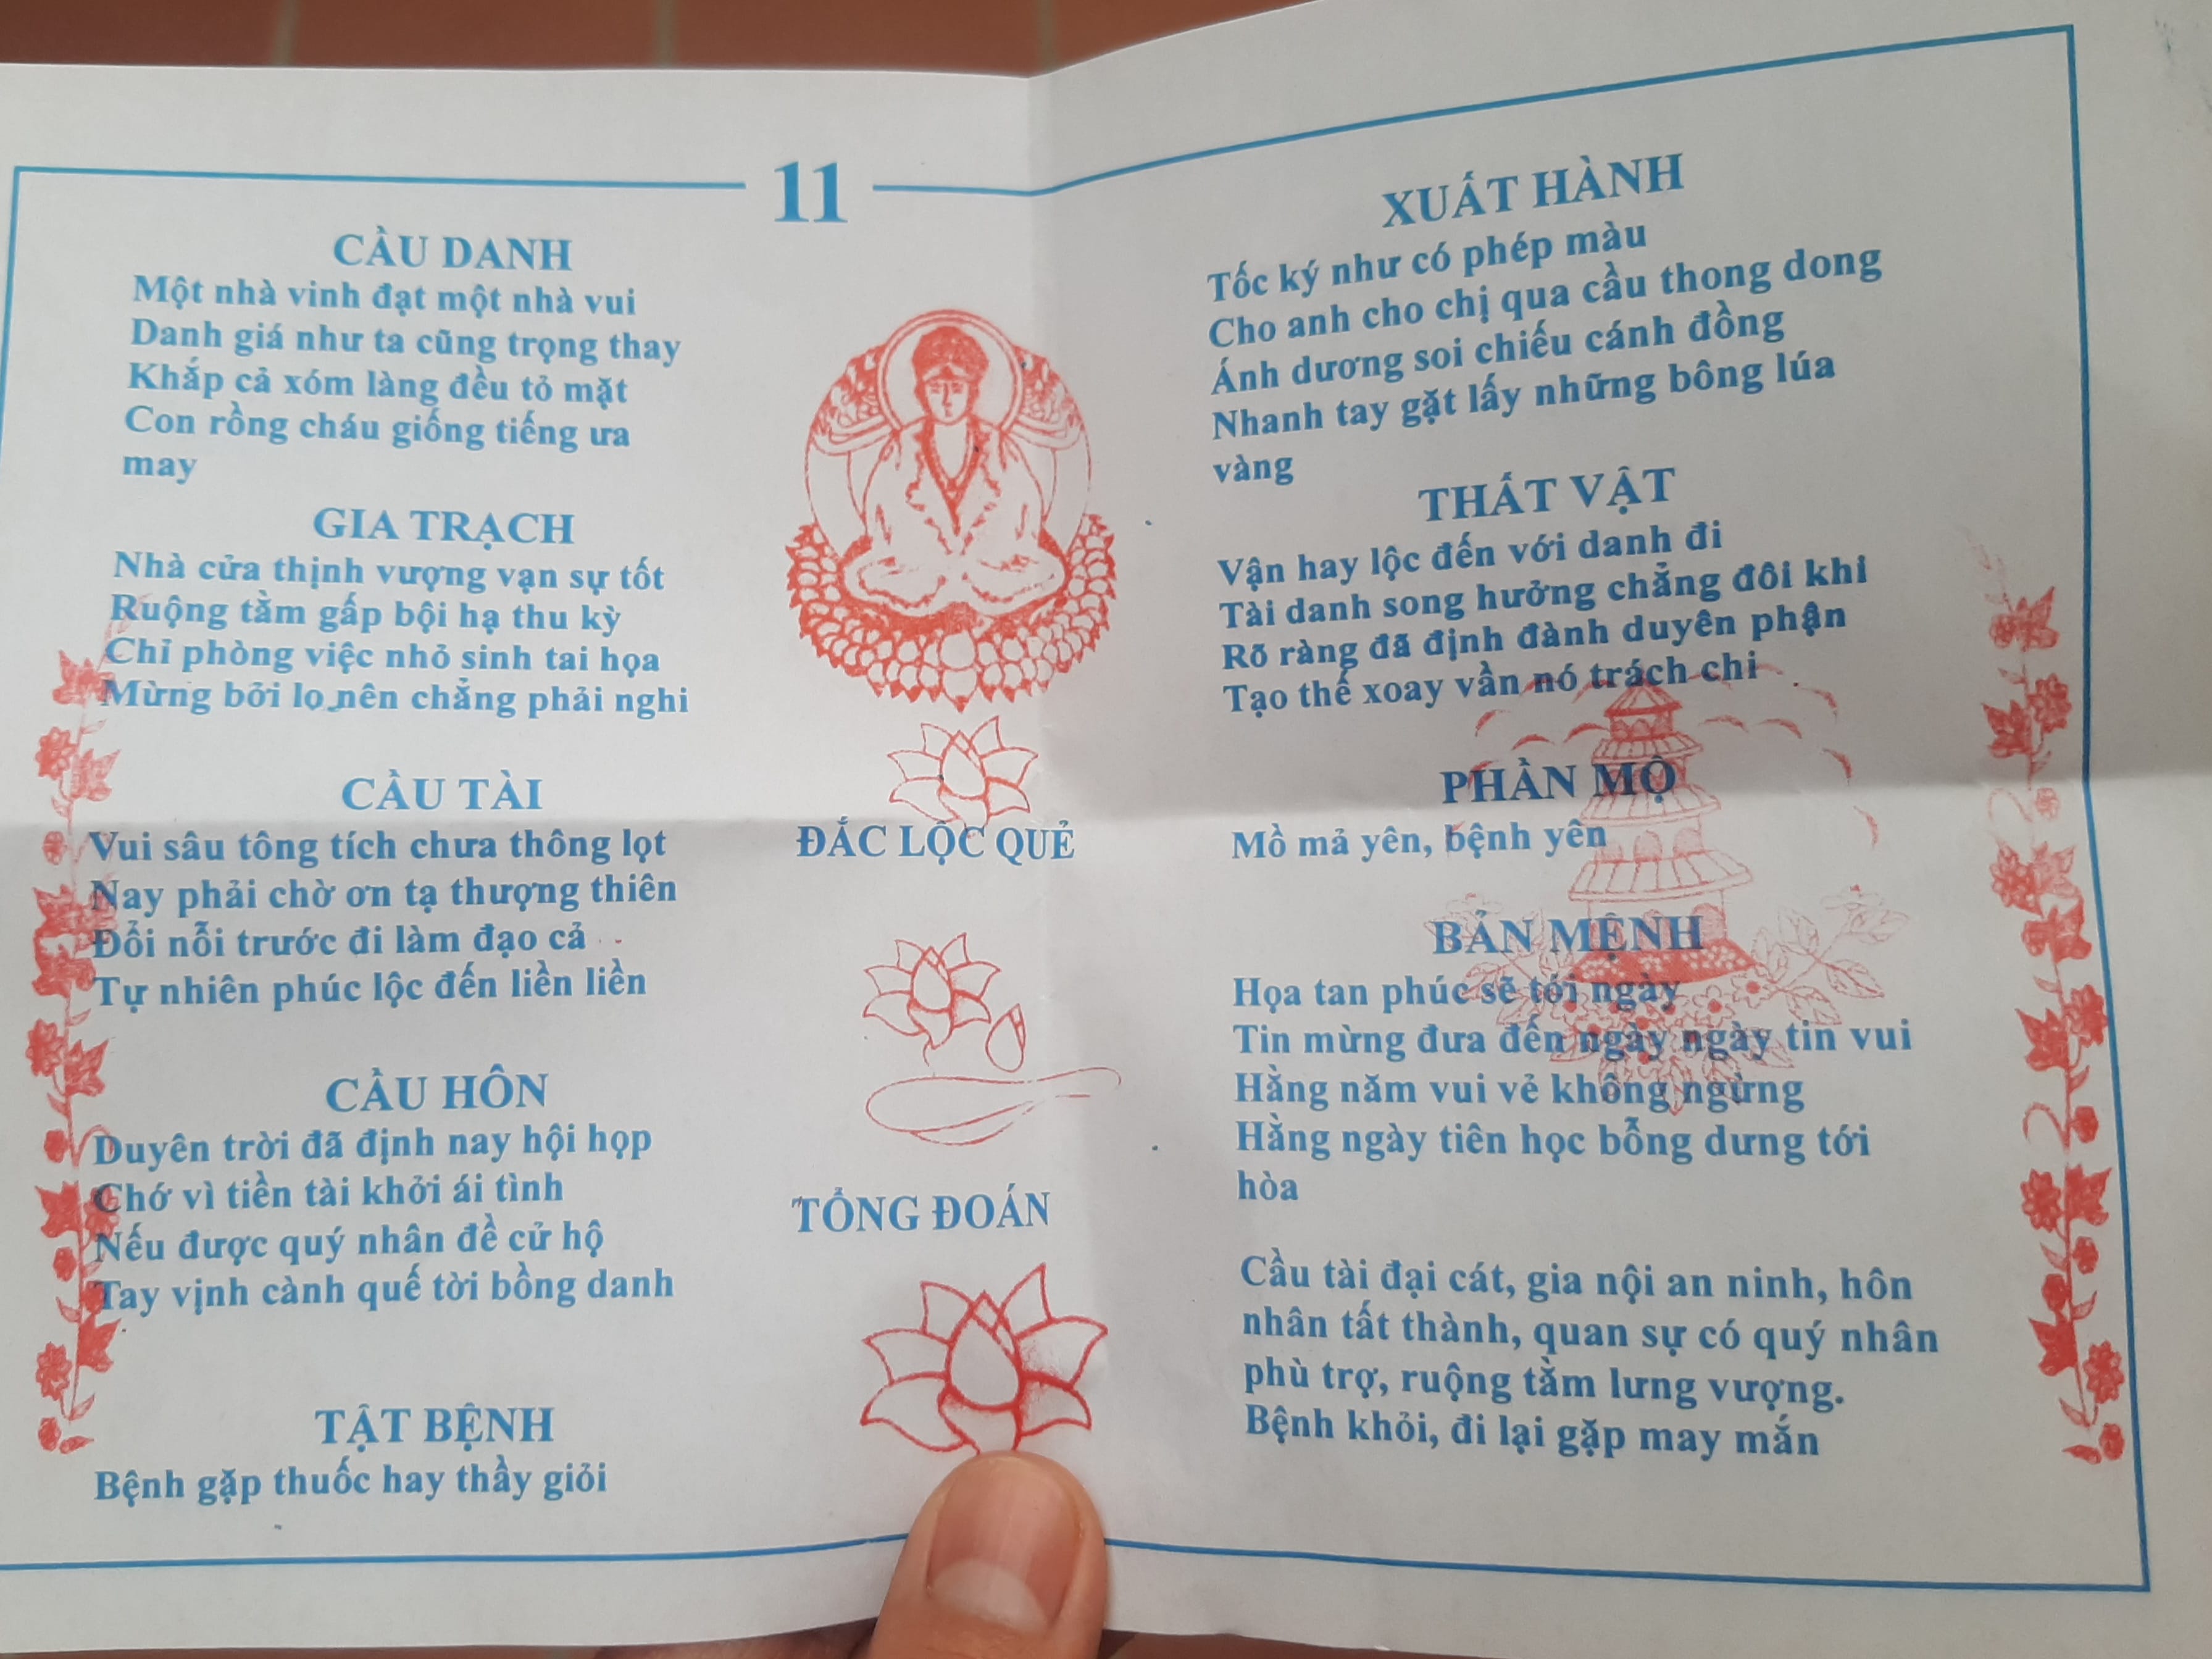 11
CẦU DANH
Một nhà vinh đạt một nhà vui
Danh giá như ta cũng trọng thay
Khắp cả xóm làng đều tỏ mặt
Con rồng cháu giống tiếng ưa
may
GIA TRẠCH
Nhà cửa thịnh vượng vạn sự tốt
Ruộng tằm gấp bội hạ thu kỳ
Chỉ phòng việc nhỏ sinh tai họa
Mừng bởi lọ nên chẳng phải nghi
CẦU TÀI
Vui sâu tông tích chưa thông lọt
Nay phải chờ ơn tạ thượng thiên
Đổi nỗi trước đi làm đạo cả
Tự nhiên phúc lộc đến liền liền
CẦU HÔN
Duyên trời đã định nay hội họp
Chớ vì tiền tài khởi ái tình
Nếu được quý nhân đề cử hộ
Tay vịnh cành quế tời bồng danh
TẬT BỆNH
Bệnh gặp thuốc hay thầy giỏi
ĐẮC LỘC QUẺ
TỔNG ĐOÁN
XUẤT HÀNH
Tốc ký như có phép màu
Cho anh cho chị qua cầu thong dong
Ánh dương soi chiếu cánh đồng
Nhanh tay gặt lấy những bông lúa
vàng
THẤT VẬT
Vận hay lộc đến với danh đi
Tài danh song hưởng chẳng đôi khi
Rõ ràng đã định đành duyên phận
Tạo thế xoay vần nó trách chi
PHẦN MỘ
Mồ mả yên, bệnh yên
BẢN MỆNH
Họa tan phúc sẽ tới ngày
Tin mừng đưa đến ngày ngày tin vui
Hằng năm vui vẻ không ngừng
Hằng ngày tiên học bỗng dưng tới
hòa
Cầu tài đại cát, gia nội an ninh, hôn
nhân tất thành, quan sự có quý nhân
phù trợ, ruộng tằm lưng vượng.
Bệnh khỏi, đi lại gặp may mắn